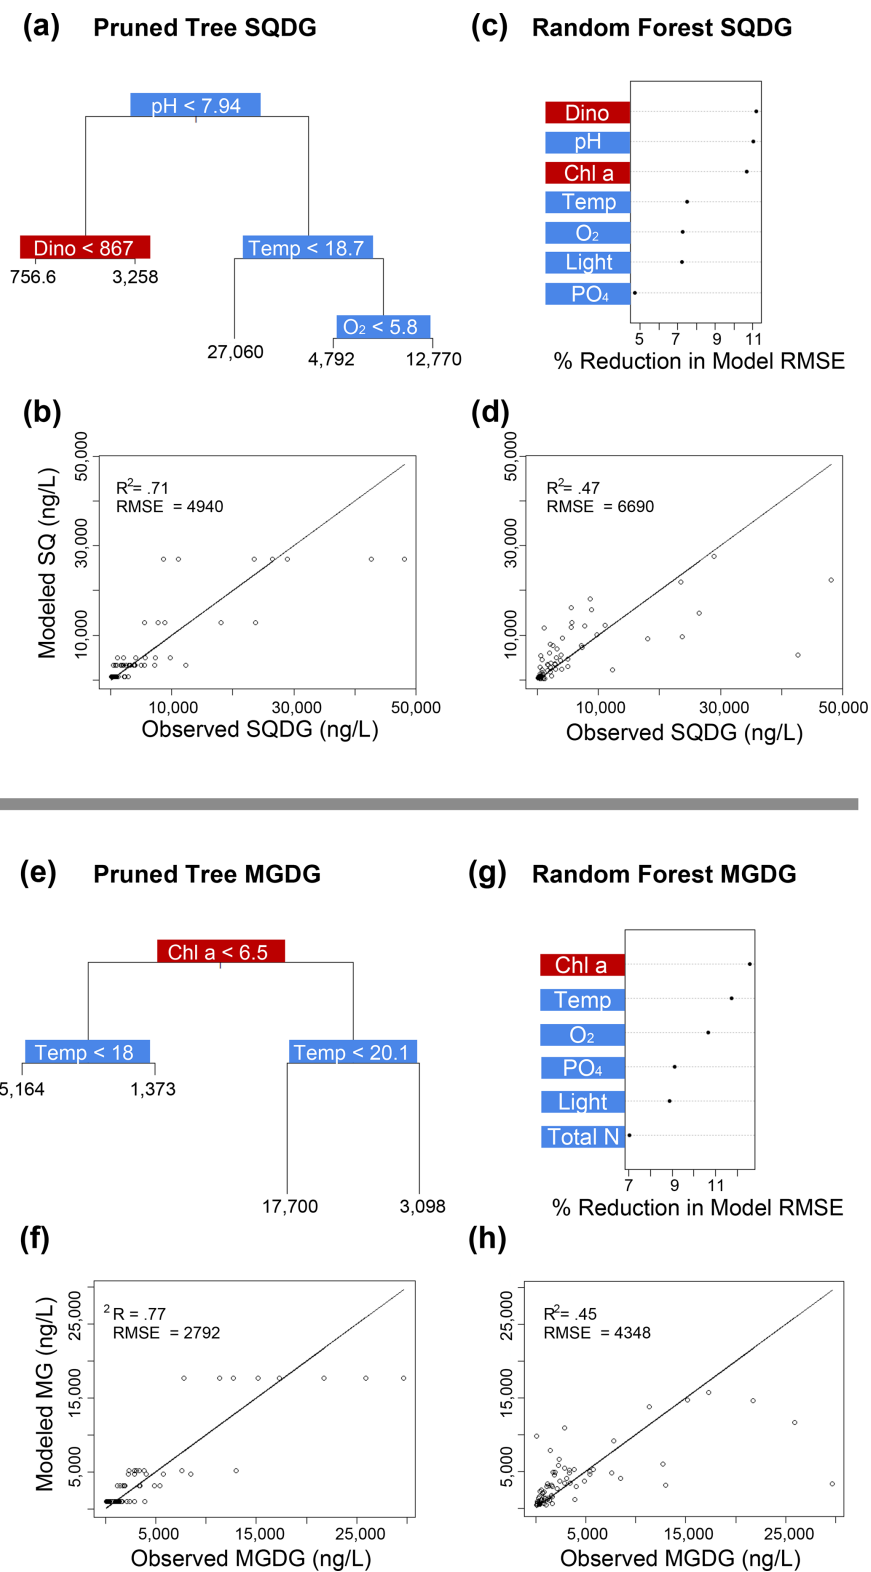 (a) Pruned Tree SQDG
pH < 7.94
Dino < 867
Temp < 18.7
756.6 3,258
O2 < 5.8
27,060 4,792 12,770
(c) Random Forest SQDG
Dino
pH
Chl a
Temp
O2
Light
PO4
5 7 9 11
% Reduction in Model RMSE
(b)
Modeled SQ (ng/L)
50,000
30,000
10,000
R2= .71
RMSE = 4940
10,000 30,000 50,000
Observed SQDG (ng/L)
(d)
50,000
30,000
10,000
R2= .47
RMSE = 6690
10,000 30,000 50,000
Observed SQDG (ng/L)
(e) Pruned Tree MGDG
Chl a < 6.5
Temp < 18
Temp < 20.1
5,164 1,373
17,700 3,098
(g) Random Forest MGDG
Chl a
Temp
O2
PO4
Light
Total N
7 9 11
% Reduction in Model RMSE
(f)
Modeled MG (ng/L)
25,000
15,000
5,000
2 R = .77
RMSE = 2792
5,000 15,000 25,000
Observed MGDG (ng/L)
(h)
25,000
15,000
5,000
R2= .45
RMSE = 4348
5,000 15,000 25,000
Observed MGDG (ng/L)